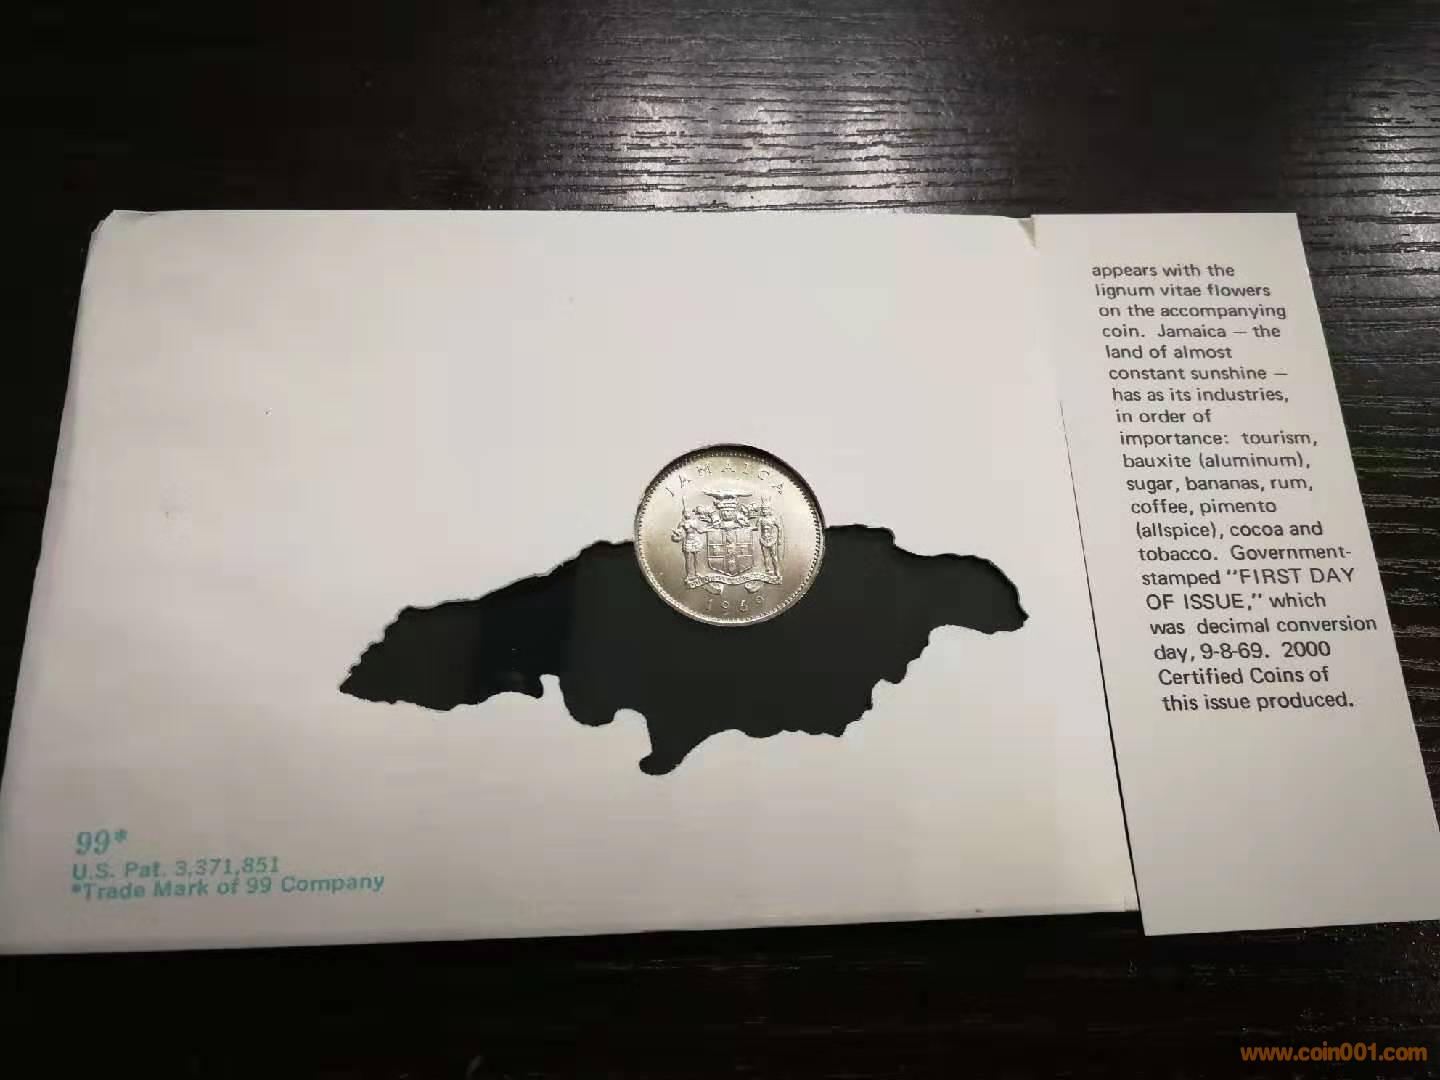 JAMAICA
1969
appears with the
lignum vitae flowers
on the accompanying
coin. Jamaica — the
land of almost
constant sunshine —
has as its industries,
in order of
importance: tourism,
bauxite (aluminum),
sugar, bananas, rum,
coffee, pimento
(allspice), cocoa and
tobacco. Government-
stamped "FIRST DAY
OF ISSUE," which
was decimal conversion
day, 9-8-69. 2000
Certified Coins of
this issue produced.
99*
U.S. Pat. 3,371,851
*Trade Mark of 99 Company
www.coin001.com